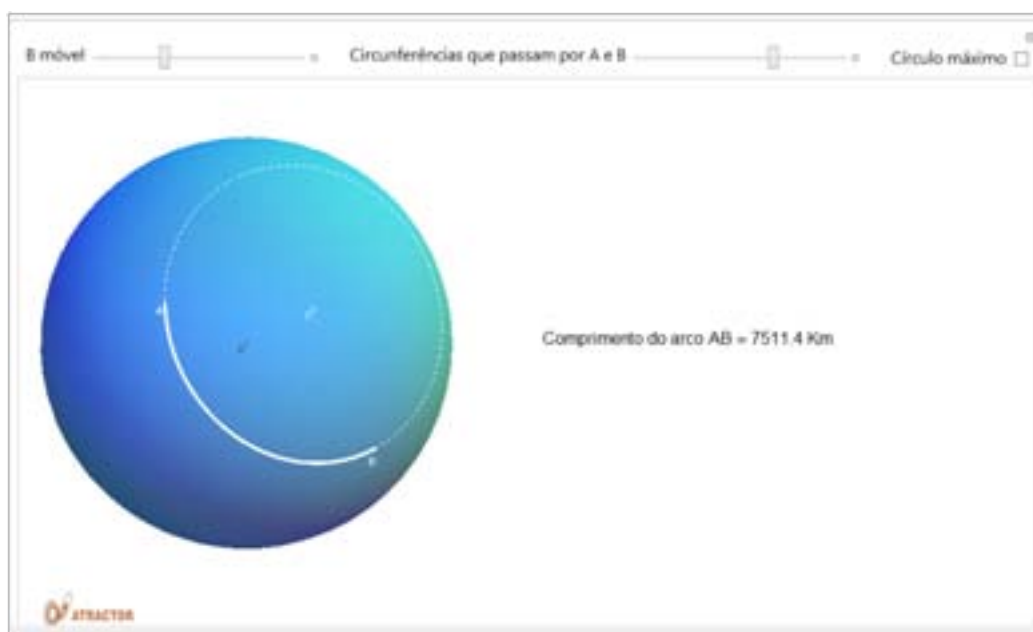 B móvel
Circunferências que passam por A e B
Círculo máximo
A
B
Comprimento do arco AB = 7511.4 Km
ATRACTOR